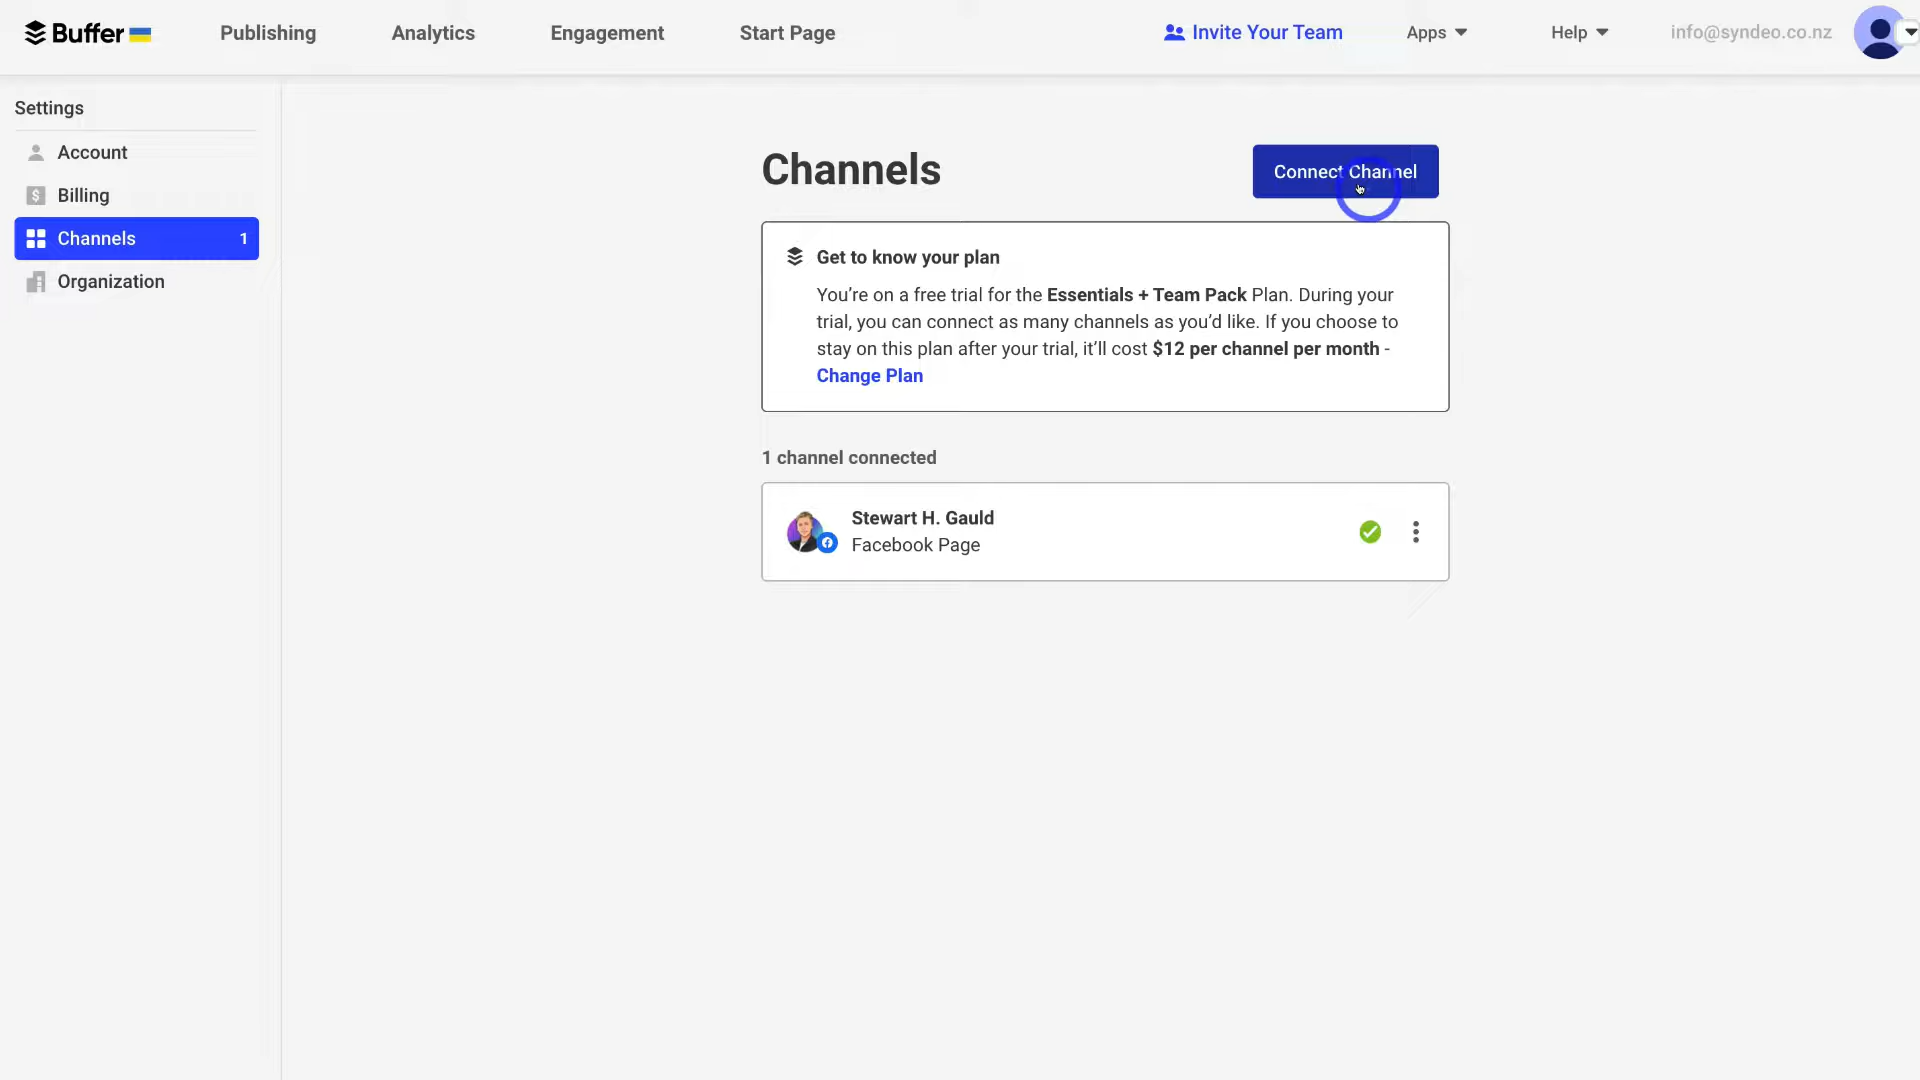 Buffer
Publishing
Analytics
Engagement
Start Page
Invite Your Team
Apps
Help
info@syndeo.co.nz
Settings
Account
$ Billing
Channels 1
Organization
Channels
Connect Channel
Get to know your plan
You're on a free trial for the Essentials + Team Pack Plan. During your
trial, you can connect as many channels as you'd like. If you choose to
stay on this plan after your trial, it'll cost $12 per channel per month -
Change Plan
1 channel connected
Stewart H. Gauld
Facebook Page